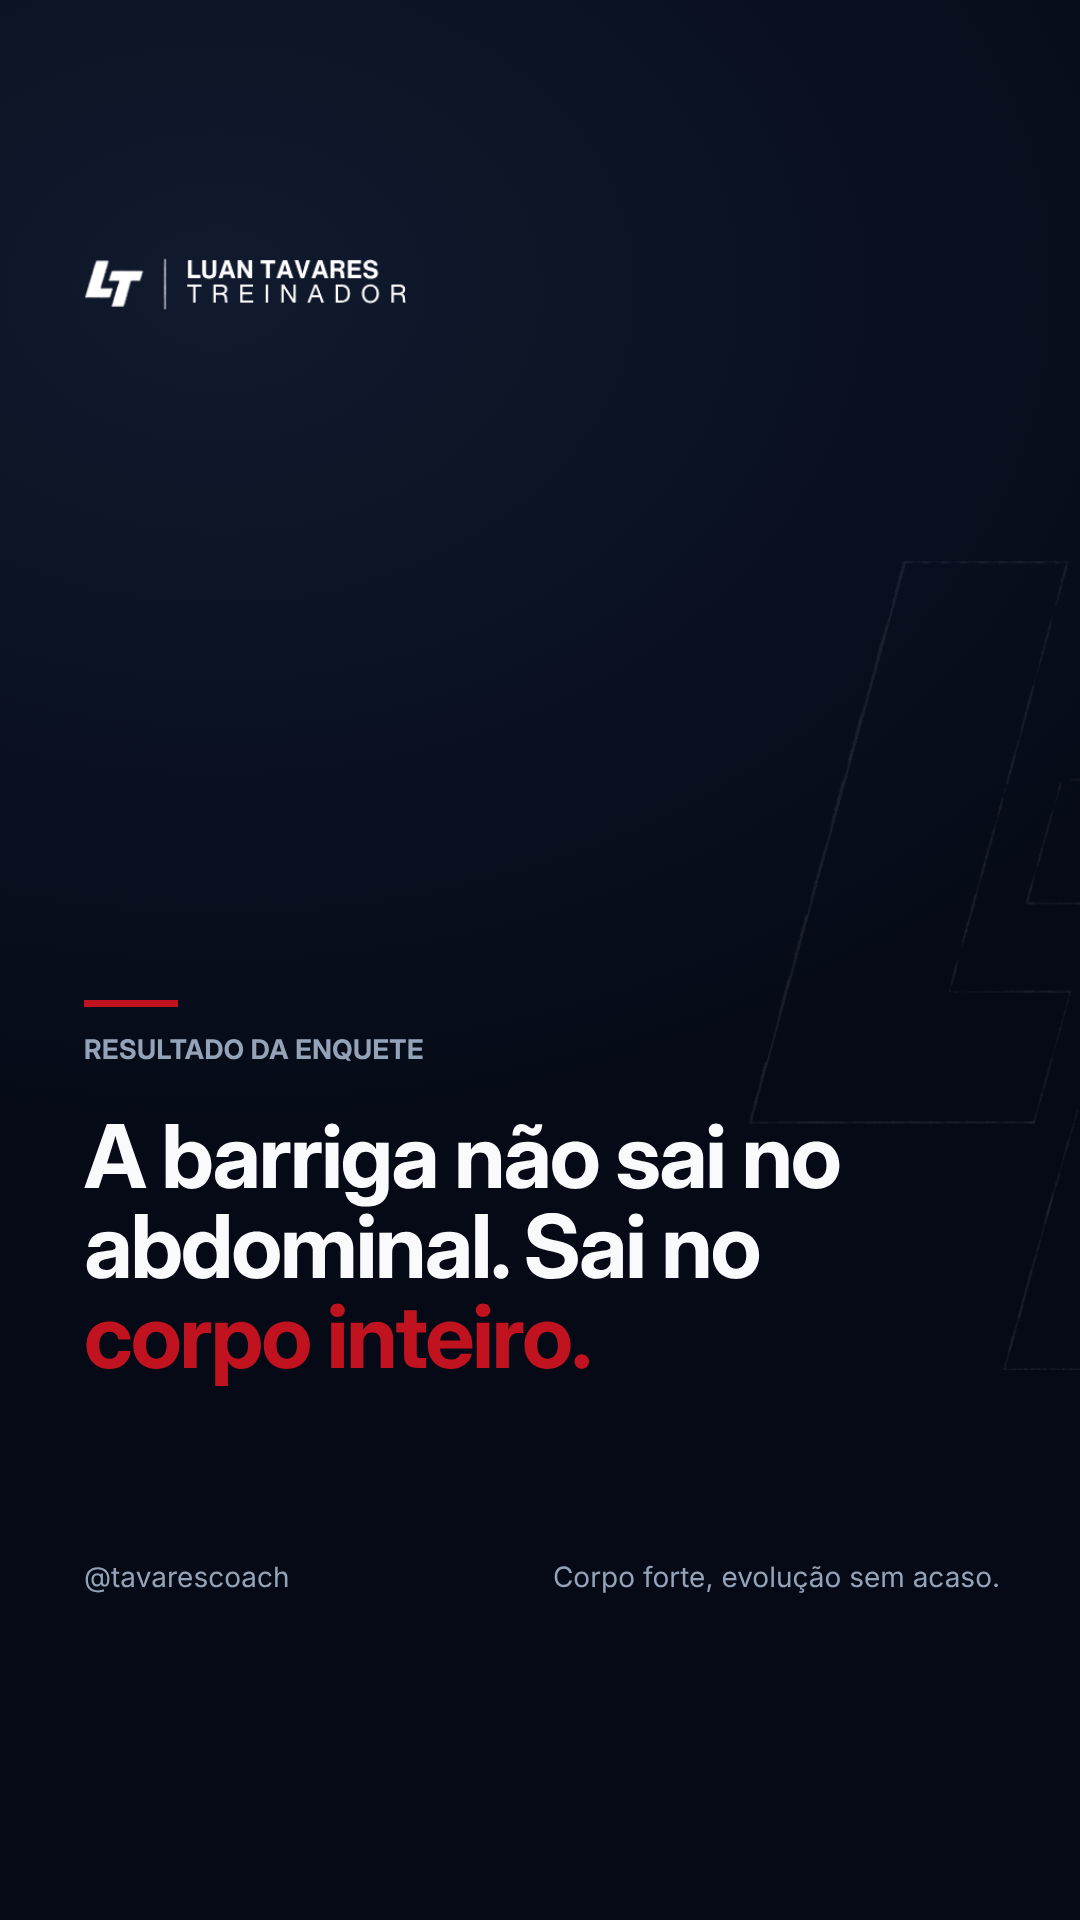 LT
LUAN TAVARES
TREINADOR
RESULTADO DA ENQUETE
A barriga não sai no
abdominal. Sai no
corpo inteiro.
@tavarescoach
Corpo forte, evolução sem acaso.